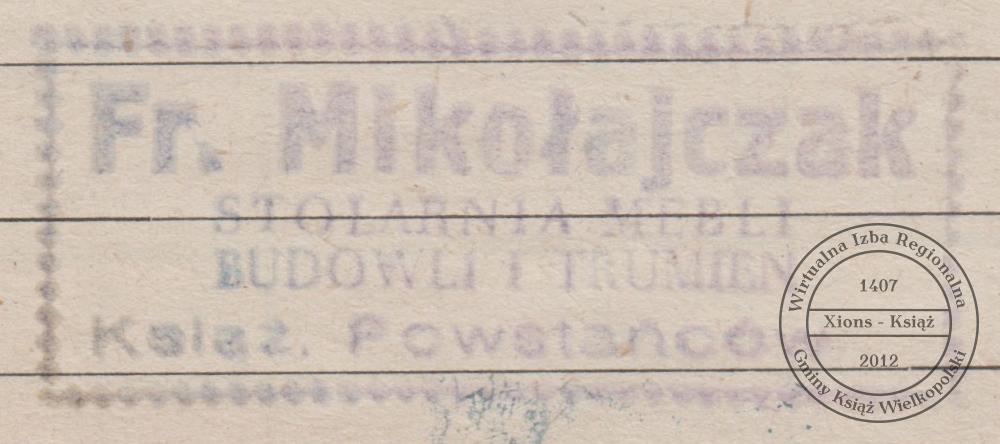 Fr. Mikołajczak
STOLARNIA MEBLI
BUDOWLI I TRUMIEN
Książ. Powstańców
Wirtualna Izba Regionalna
1407
Xions - Książ
2012
Gminy Książ Wielkopolski